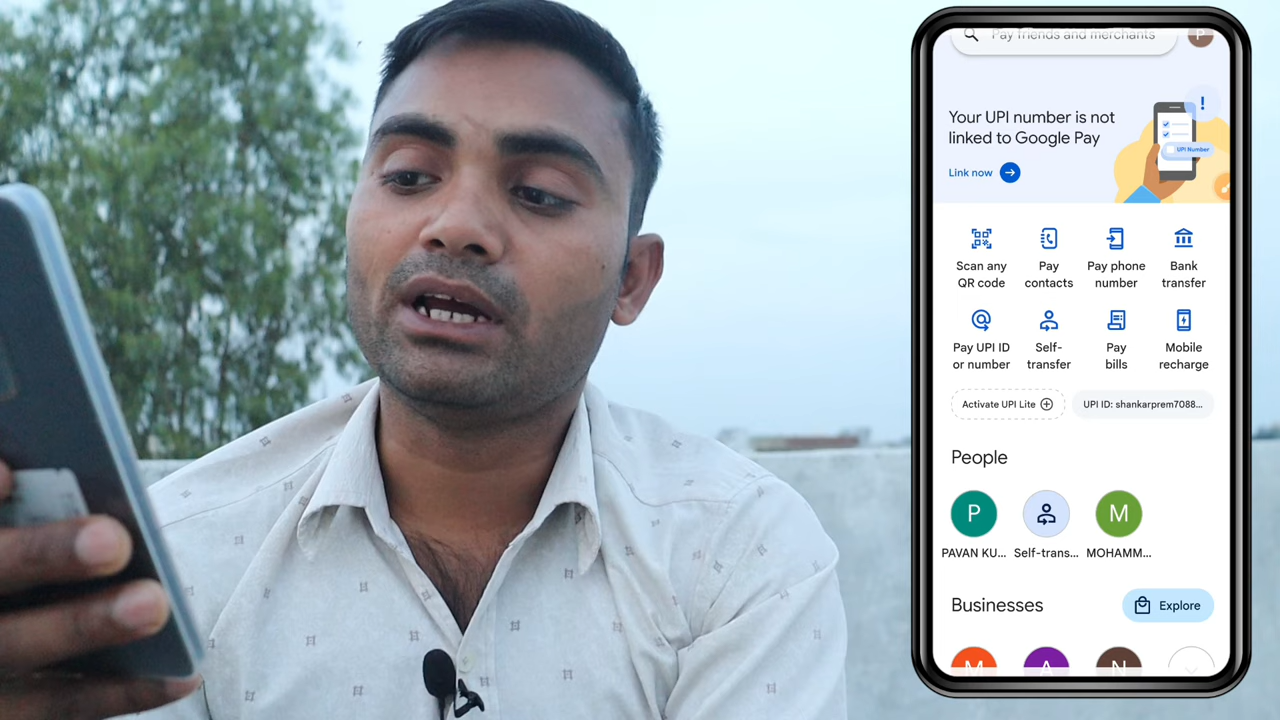 Pay friends and merchants
P
Your UPI number is not
linked to Google Pay
!
UPI Number
Link now
Scan any
QR code
Pay
contacts
Pay phone
number
Bank
transfer
Pay UPI ID
or number
Self-
transfer
Pay
bills
Mobile
recharge
Activate UPI Lite
UPI ID: shankarprem7088...
People
P
M
PAVAN KU...
Self-trans...
MOHAMM...
Businesses
Explore
M
A
N